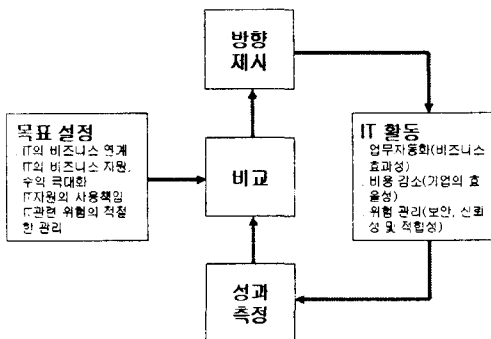 방향
제시
목표 설정
IT의 비즈니스 연계
IT의 비즈니스 지원,
수익 극대화
IT자원의 사용책임
IT관련 위험의 적절
한 관리
비교
IT 활동
업무자동화(비즈니스
효과성)
비용 감소(기업의 효
율성)
위험 관리(보안, 신뢰
성 및 적합성)
성과
측정